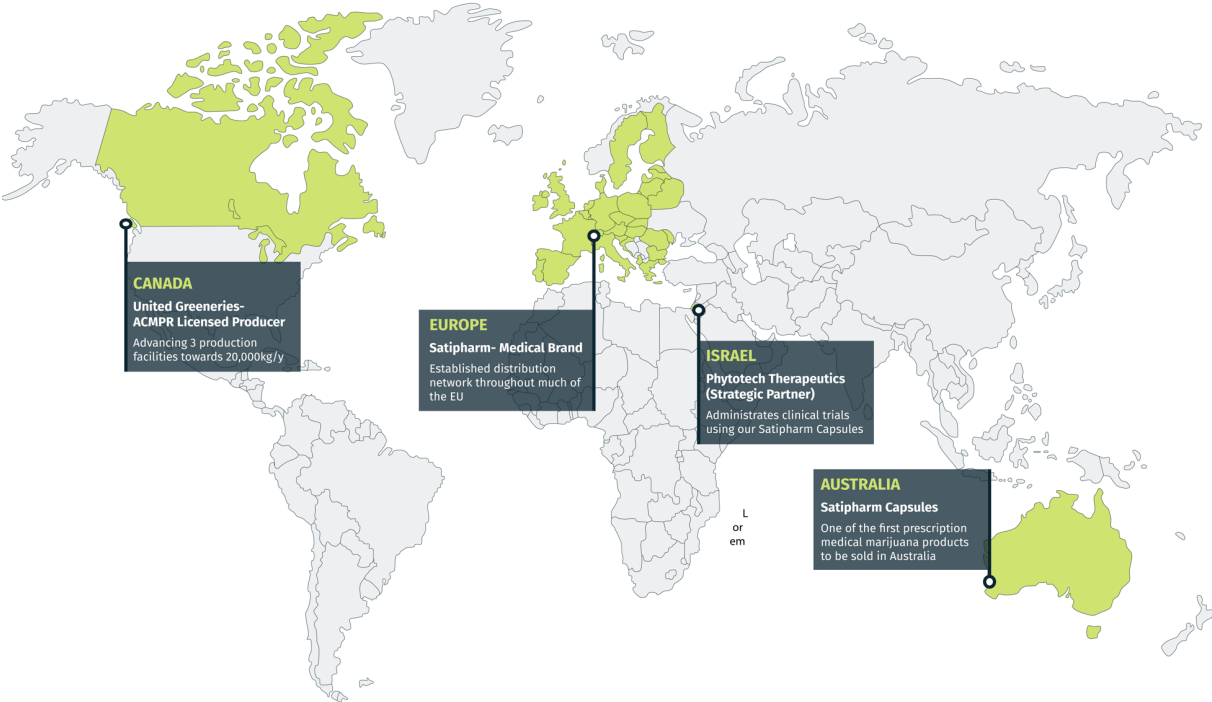 CANADA
United Greeneries-
ACMPR Licensed Producer
Advancing 3 production
facilities towards 20,000kg/y
EUROPE
Satipharm- Medical Brand
Established distribution
network throughout much of
the EU
ISRAEL
Phytotech Therapeutics
(Strategic Partner)
Administrates clinical trials
using our Satipharm Capsules
AUSTRALIA
Satipharm Capsules
One of the first prescription
medical marijuana products
to be sold in Australia
L
or
em